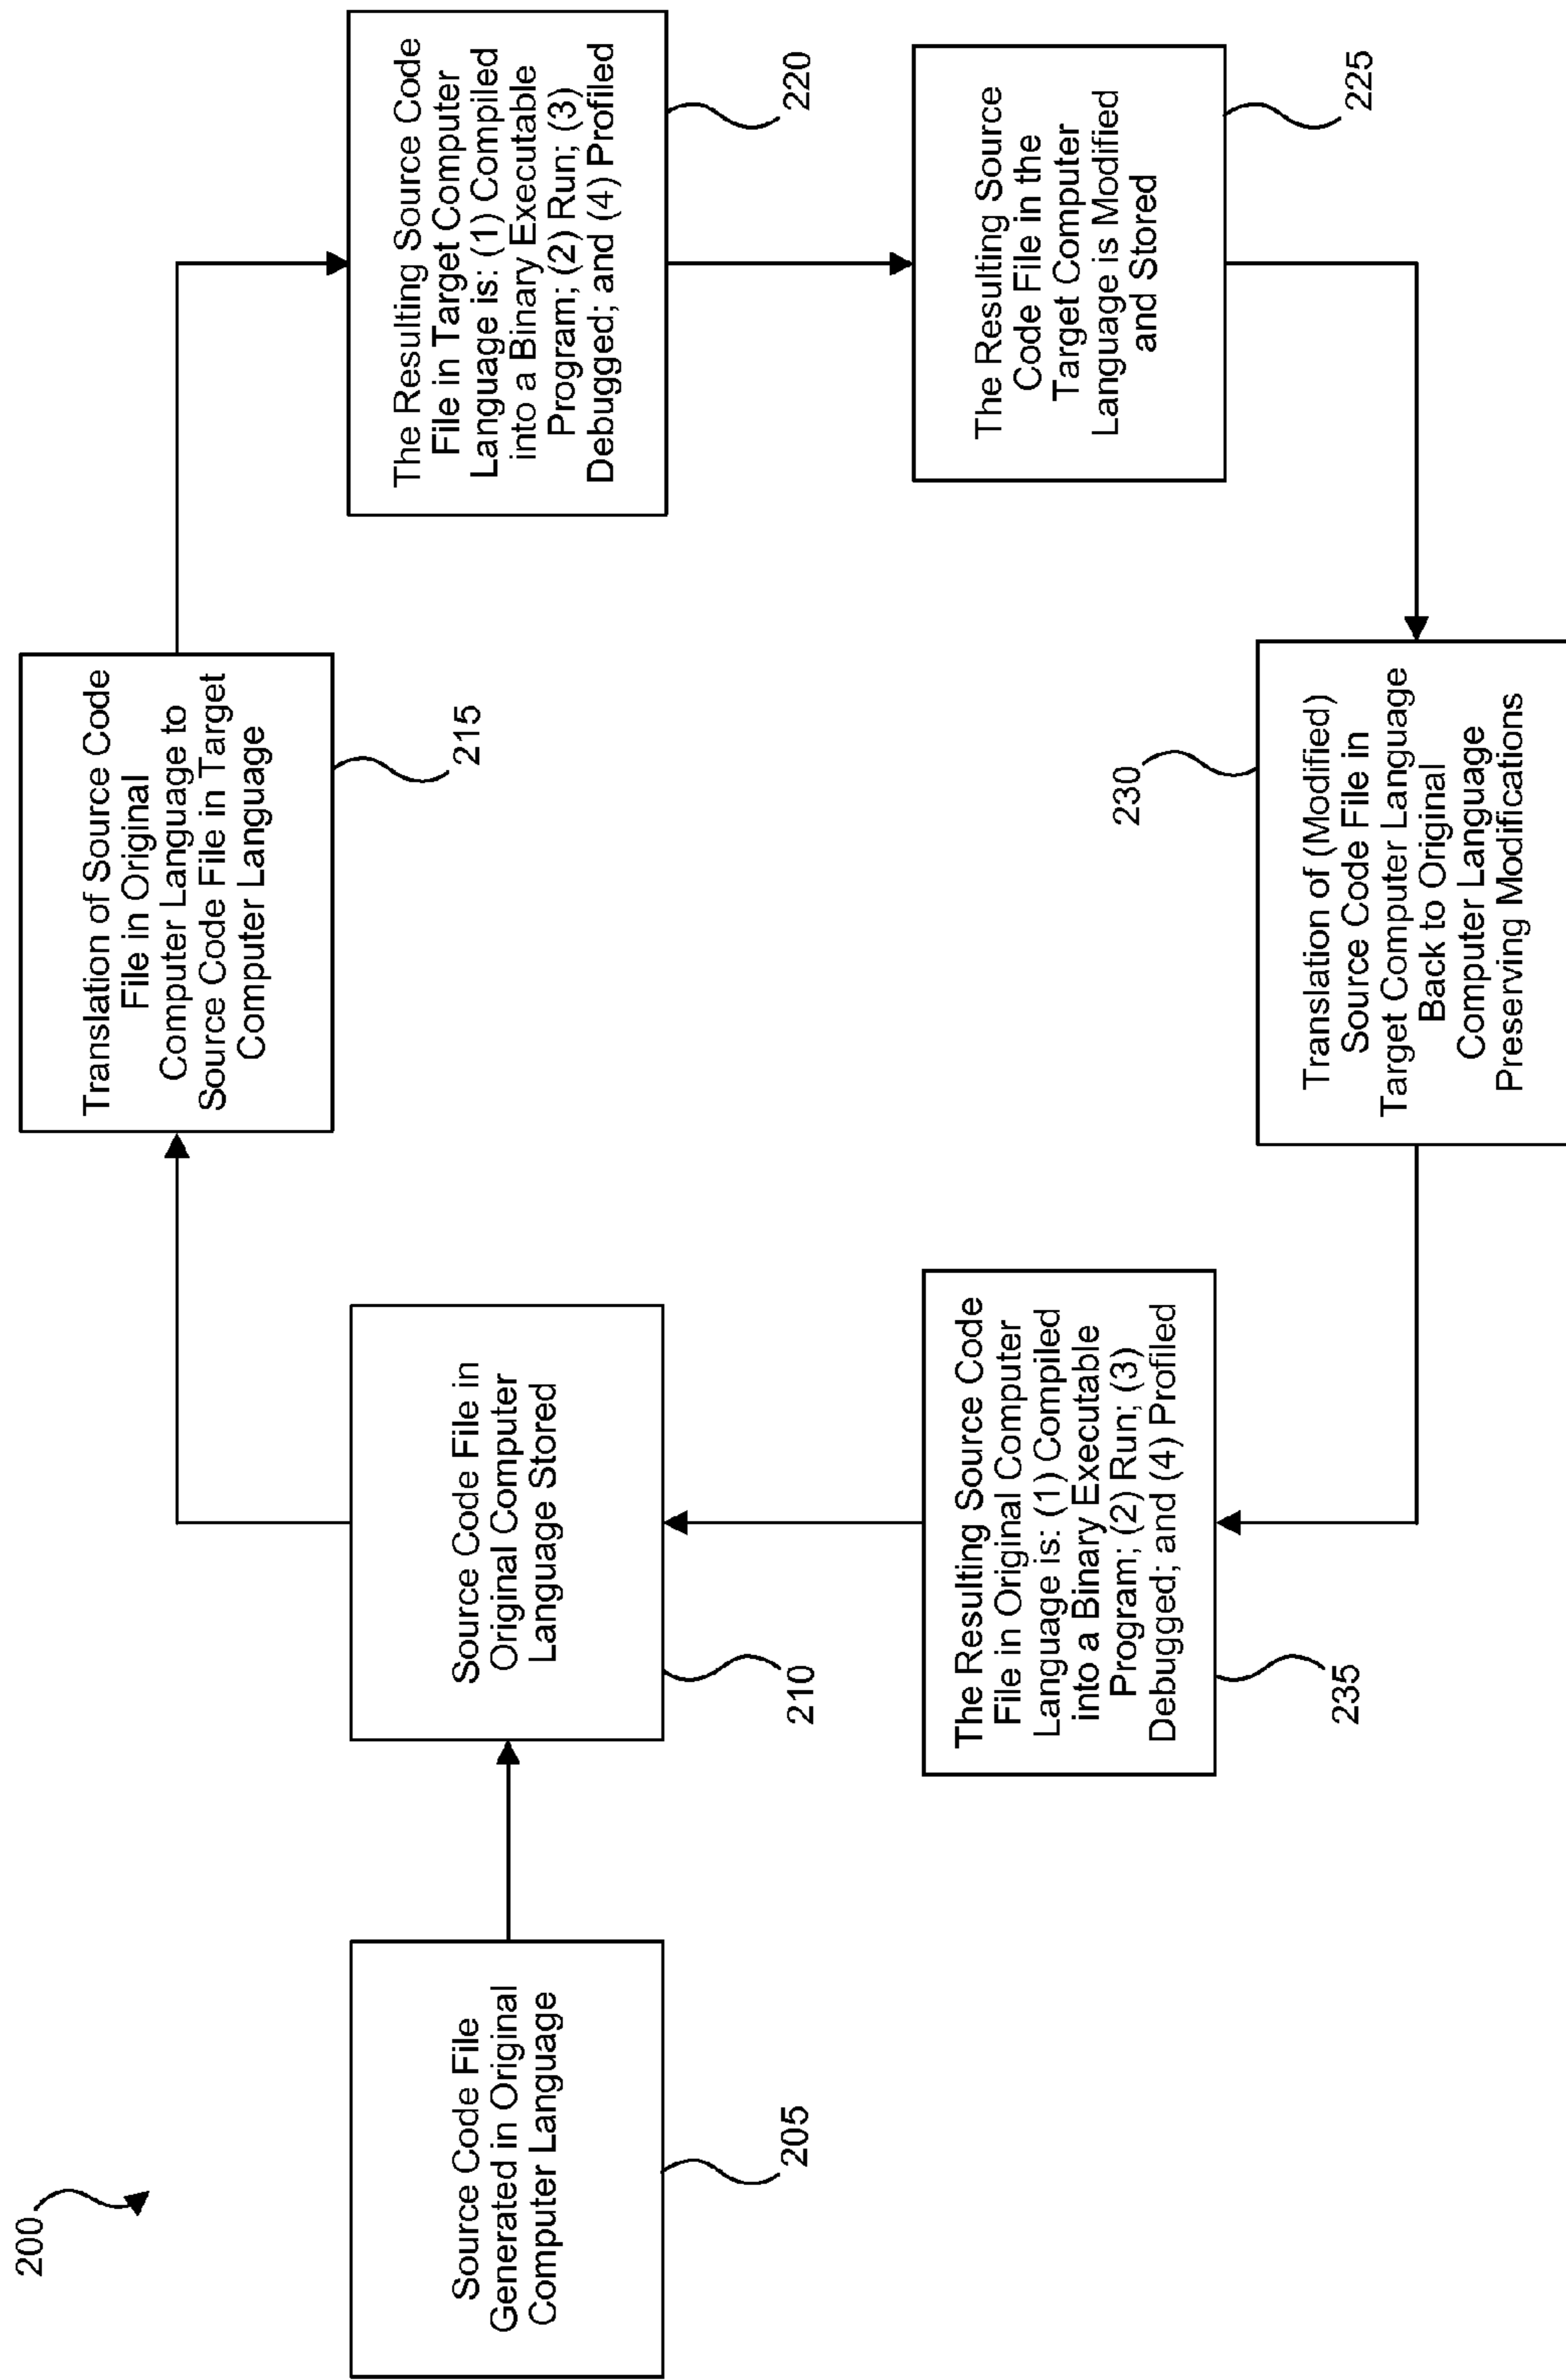 200
Source Code File
Generated in Original
Computer Language
205
Source Code File in
Original Computer
Language Stored
210
Translation of Source Code
File in Original
Computer Language to
Source Code File in Target
Computer Language
215
The Resulting Source Code
File in Target Computer
Language is: (1) Compiled
into a Binary Executable
Program; (2) Run; (3)
Debugged; and (4) Profiled
220
The Resulting Source
Code File in the
Target Computer
Language is Modified
and Stored
225
Translation of (Modified)
Source Code File in
Target Computer Language
Back to Original
Computer Language
Preserving Modifications
230
The Resulting Source Code
File in Original Computer
Language is: (1) Compiled
into a Binary Executable
Program; (2) Run; (3)
Debugged; and (4) Profiled
235